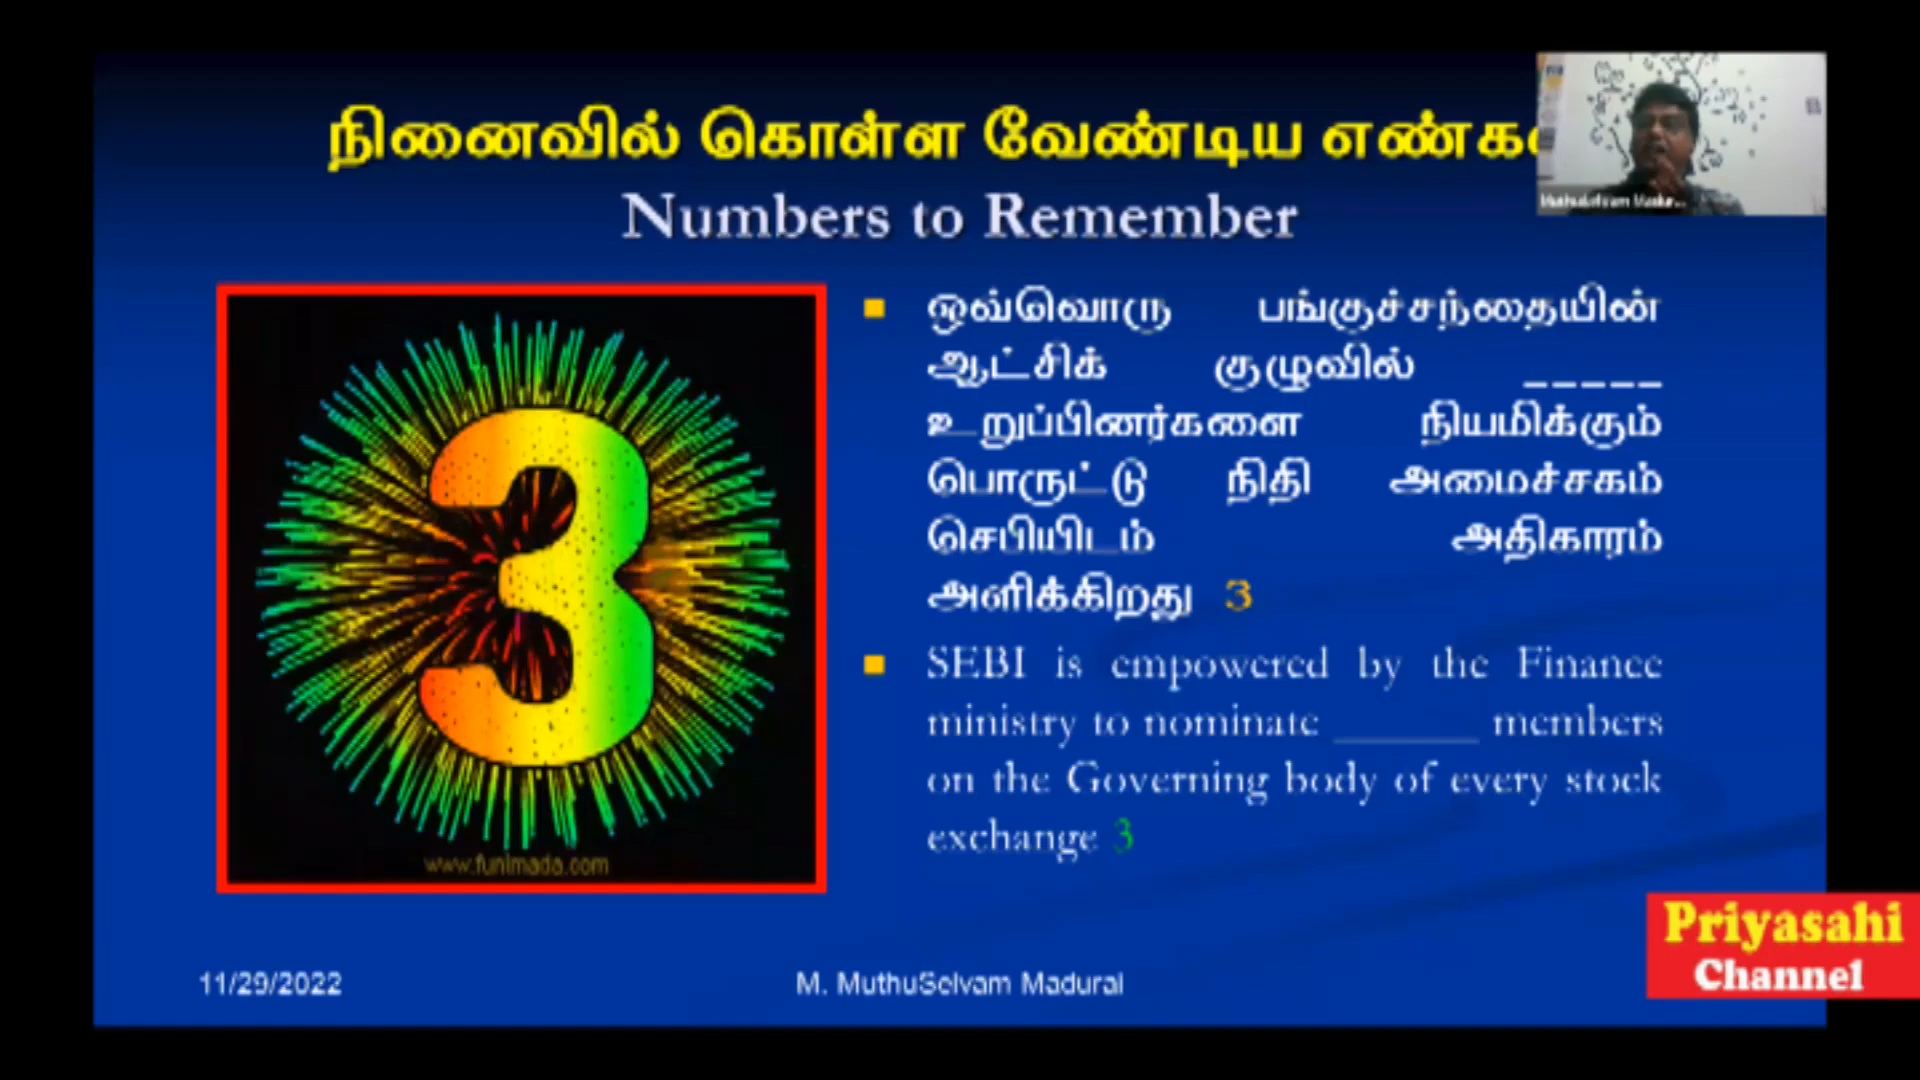 நினைவில் கொள்ள வேண்டிய
Numbers to Remember
ஒவ்வொரு பங்குச்சந்தையின்
ஆட்சிக் குழுவில் _____
உறுப்பினர்களை நியமிக்கும்
பொருட்டு நிதி அமைச்சகம்
செபியிடம் அதிகாரம்
அளிக்கிறது 3
SEBI is empowered by the Finance
ministry to nominate ______ members
on the Governing body of every stock
exchange 3
3
www.funimada.com
11/29/2022
M. MuthuSelvam Madurai
Priyasahi
Channel